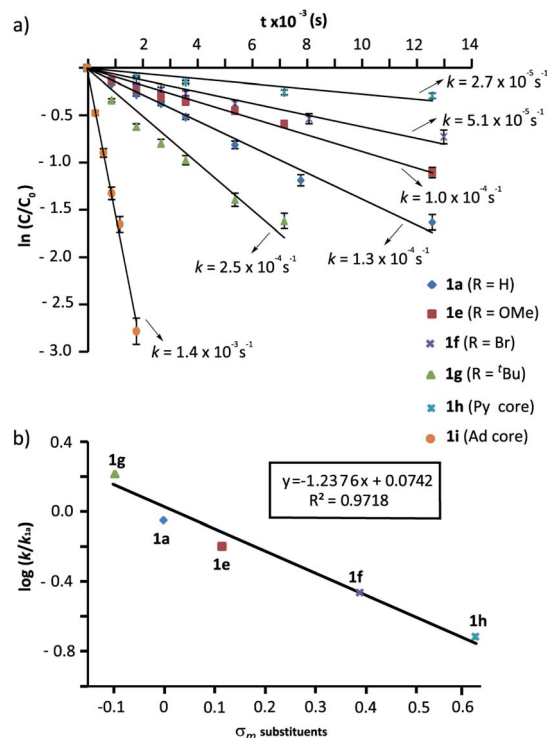 a)
t x10⁻³ (s)
2 4 6 8 10 12 14
- 0.5
- 1.0
- 1.5
- 2.0
- 2.5
- 3.0
ln (C/C₀)
k = 2.7 x 10⁻⁵ s⁻¹
k = 5.1 x 10⁻⁵ s⁻¹
k = 1.0 x 10⁻⁴ s⁻¹
k = 1.3 x 10⁻⁴ s⁻¹
k = 2.5 x 10⁻⁴ s⁻¹
k = 1.4 x 10⁻³ s⁻¹
1a (R = H)
1e (R = OMe)
1f (R = Br)
1g (R = ᵗBu)
1h (Py core)
1i (Ad core)
b)
0.4
0.0
- 0.4
- 0.8
log (k/k₁ₐ)
y=-1.2376x + 0.0742
R² = 0.9718
1g
1a
1e
1f
1h
-0.1 0 0.1 0.2 0.3 0.4 0.5 0.6
σₘ substituents